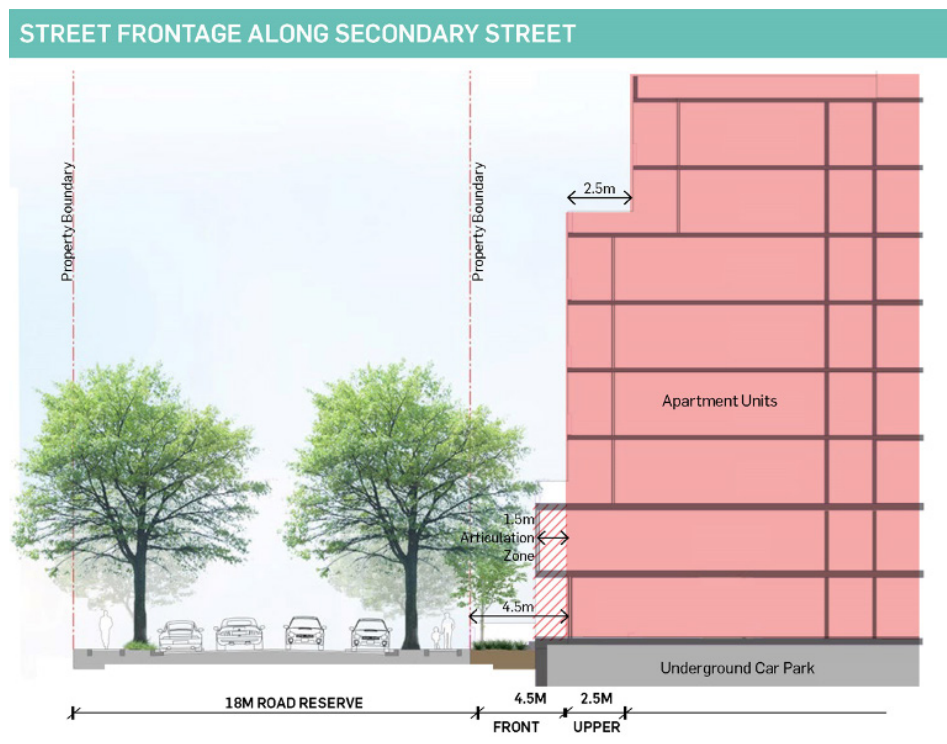 STREET FRONTAGE ALONG SECONDARY STREET
Property Boundary
Property Boundary
2.5m
Apartment Units
1.5m
Articulation
Zone
4.5m
Underground Car Park
18M ROAD RESERVE
4.5M
2.5M
FRONT
UPPER